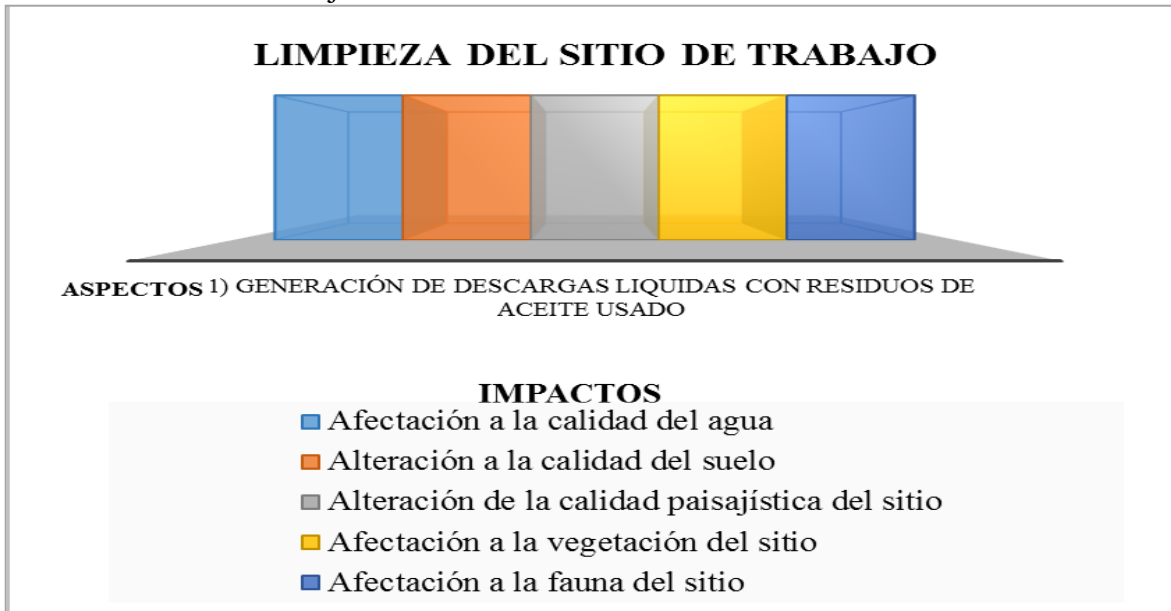 LIMPIEZA DEL SITIO DE TRABAJO
ASPECTOS 1) GENERACIÓN DE DESCARGAS LIQUIDAS CON RESIDUOS DE
ACEITE USADO
IMPACTOS
Afectación a la calidad del agua
Alteración a la calidad del suelo
Alteración de la calidad paisajística del sitio
Afectación a la vegetación del sitio
Afectación a la fauna del sitio